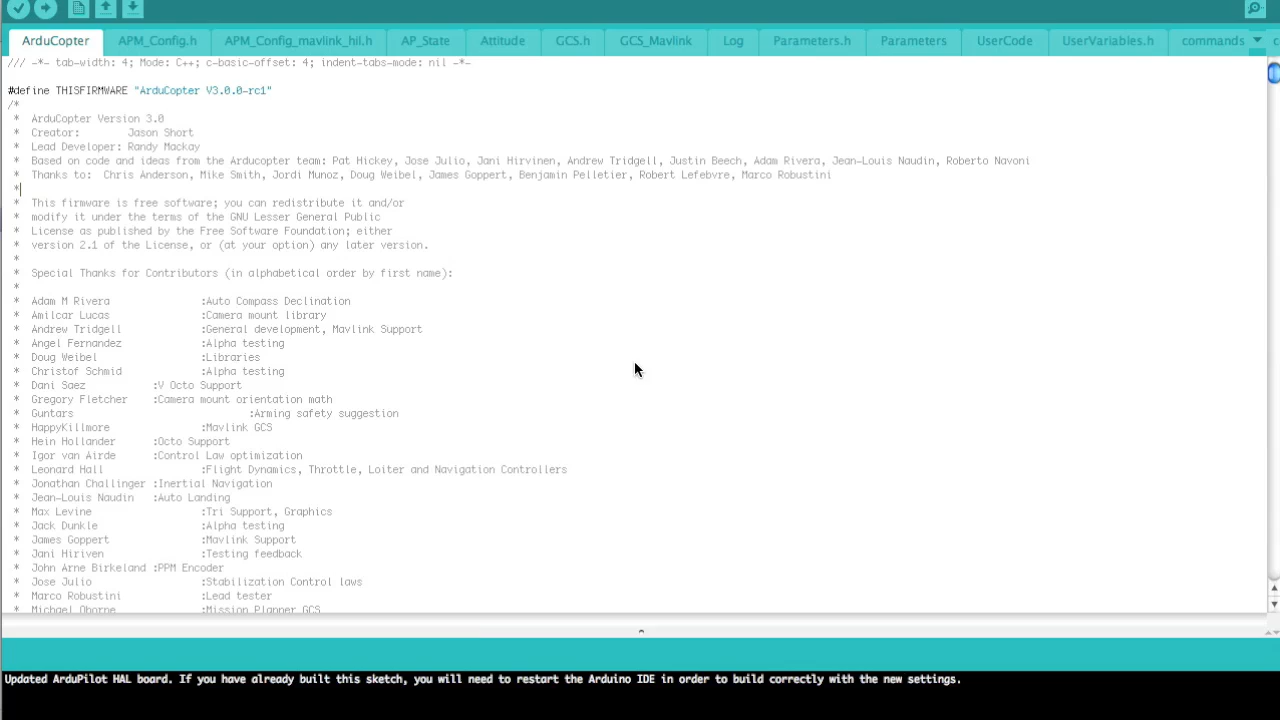 ArduCopter APM_Config.h APM_Config_mavlink_hil.h AP_State Attitude GCS.h GCS_Mavlink Log Parameters.h Parameters UserCode UserVariables.h commands
/// -*- tab-width: 4; Mode: C++; c-basic-offset: 4; indent-tabs-mode: nil -*-
#define THISFIRMWARE "ArduCopter V3.0.0-rc1"
/*
* ArduCopter Version 3.0
* Creator: Jason Short
* Lead Developer: Randy Mackay
* Based on code and ideas from the Arducopter team: Pat Hickey, Jose Julio, Jani Hirvinen, Andrew Tridgell, Justin Beech, Adam Rivera, Jean-Louis Naudin, Roberto Navoni
* Thanks to: Chris Anderson, Mike Smith, Jordi Munoz, Doug Weibel, James Goppert, Benjamin Pelletier, Robert Lefebvre, Marco Robustini
*
* This firmware is free software; you can redistribute it and/or
* modify it under the terms of the GNU Lesser General Public
* License as published by the Free Software Foundation; either
* version 2.1 of the License, or (at your option) any later version.
*
* Special Thanks for Contributors (in alphabetical order by first name):
*
* Adam M Rivera :Auto Compass Declination
* Amilcar Lucas :Camera mount library
* Andrew Tridgell :General development, Mavlink Support
* Angel Fernandez :Alpha testing
* Doug Weibel :Libraries
* Christof Schmid :Alpha testing
* Dani Saez :V Octo Support
* Gregory Fletcher :Camera mount orientation math
* Guntars :Arming safety suggestion
* HappyKillmore :Mavlink GCS
* Hein Hollander :Octo Support
* Igor van Airde :Control Law optimization
* Leonard Hall :Flight Dynamics, Throttle, Loiter and Navigation Controllers
* Jonathan Challinger :Inertial Navigation
* Jean-Louis Naudin :Auto Landing
* Max Levine :Tri Support, Graphics
* Jack Dunkle :Alpha testing
* James Goppert :Mavlink Support
* Jani Hiriven :Testing feedback
* John Arne Birkeland :PPM Encoder
* Jose Julio :Stabilization Control laws
* Marco Robustini :Lead tester
* Michael Oborne :Mission Planner GCS
Updated ArduPilot HAL board. If you have already built this sketch, you will need to restart the Arduino IDE in order to build correctly with the new settings.